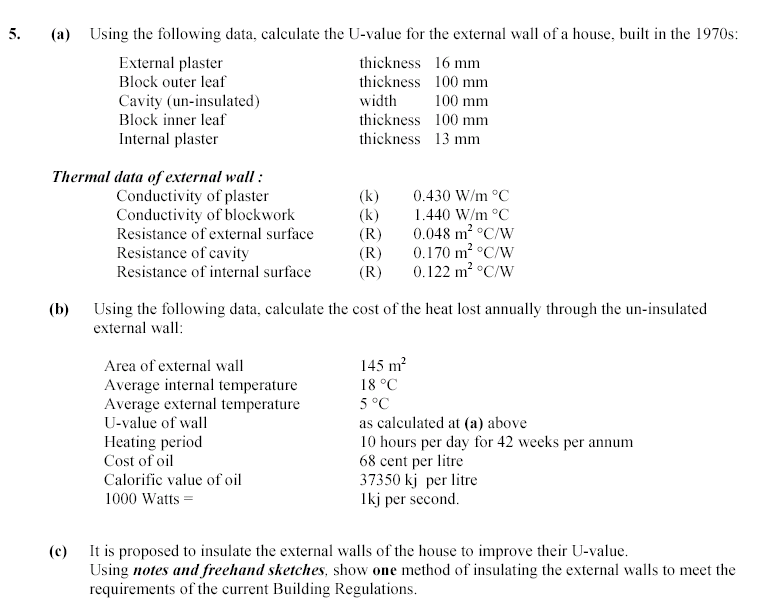 5. (a) Using the following data, calculate the U-value for the external wall of a house, built in the 1970s:
External plaster thickness 16 mm
Block outer leaf thickness 100 mm
Cavity (un-insulated) width 100 mm
Block inner leaf thickness 100 mm
Internal plaster thickness 13 mm
Thermal data of external wall :
Conductivity of plaster (k) 0.430 W/m °C
Conductivity of blockwork (k) 1.440 W/m °C
Resistance of external surface (R) 0.048 m² °C/W
Resistance of cavity (R) 0.170 m² °C/W
Resistance of internal surface (R) 0.122 m² °C/W
(b) Using the following data, calculate the cost of the heat lost annually through the un-insulated
external wall:
Area of external wall 145 m²
Average internal temperature 18 °C
Average external temperature 5 °C
U-value of wall as calculated at (a) above
Heating period 10 hours per day for 42 weeks per annum
Cost of oil 68 cent per litre
Calorific value of oil 37350 kj per litre
1000 Watts = 1kj per second.
(c) It is proposed to insulate the external walls of the house to improve their U-value.
Using notes and freehand sketches, show one method of insulating the external walls to meet the
requirements of the current Building Regulations.